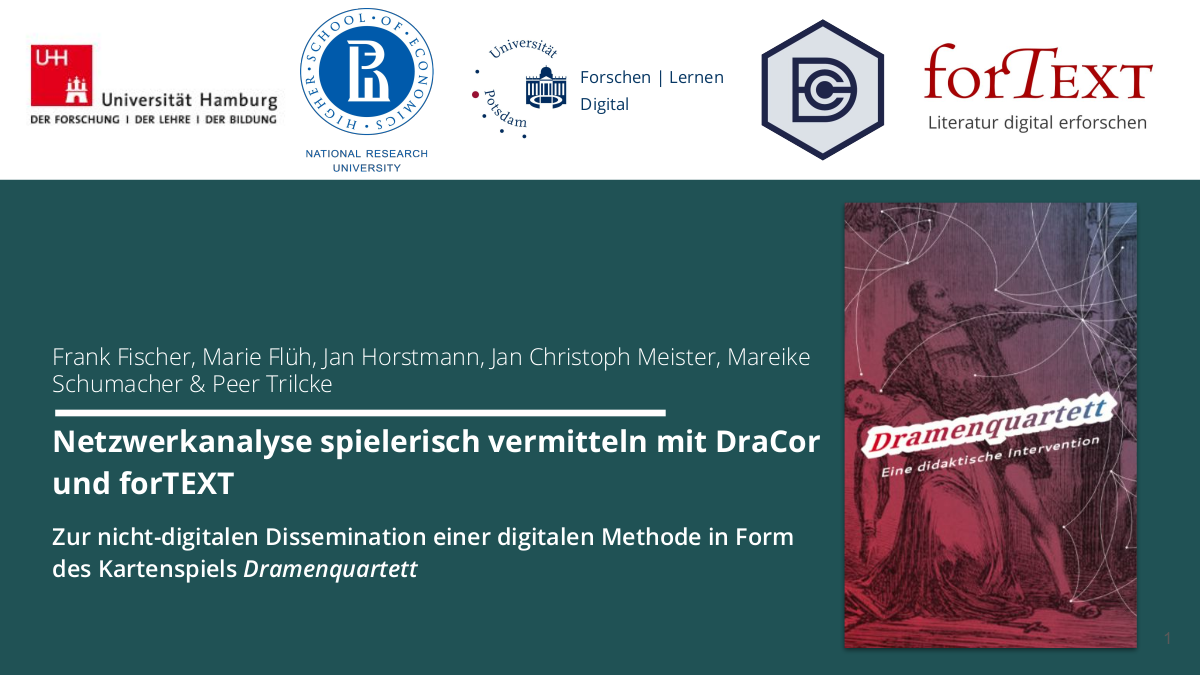 UHH
Universität Hamburg
DER FORSCHUNG I DER LEHRE I DER BILDUNG
HIGHER · SCHOOL · OF · ECONOMICS
NATIONAL RESEARCH
UNIVERSITY
Universität
Potsdam
Forschen | Lernen
Digital
forTEXT
Literatur digital erforschen
Frank Fischer, Marie Flüh, Jan Horstmann, Jan Christoph Meister, Mareike
Schumacher & Peer Trilcke
Netzwerkanalyse spielerisch vermitteln mit DraCor
und forTEXT
Zur nicht-digitalen Dissemination einer digitalen Methode in Form
des Kartenspiels Dramenquartett
Dramenquartett
Eine didaktische Intervention
1